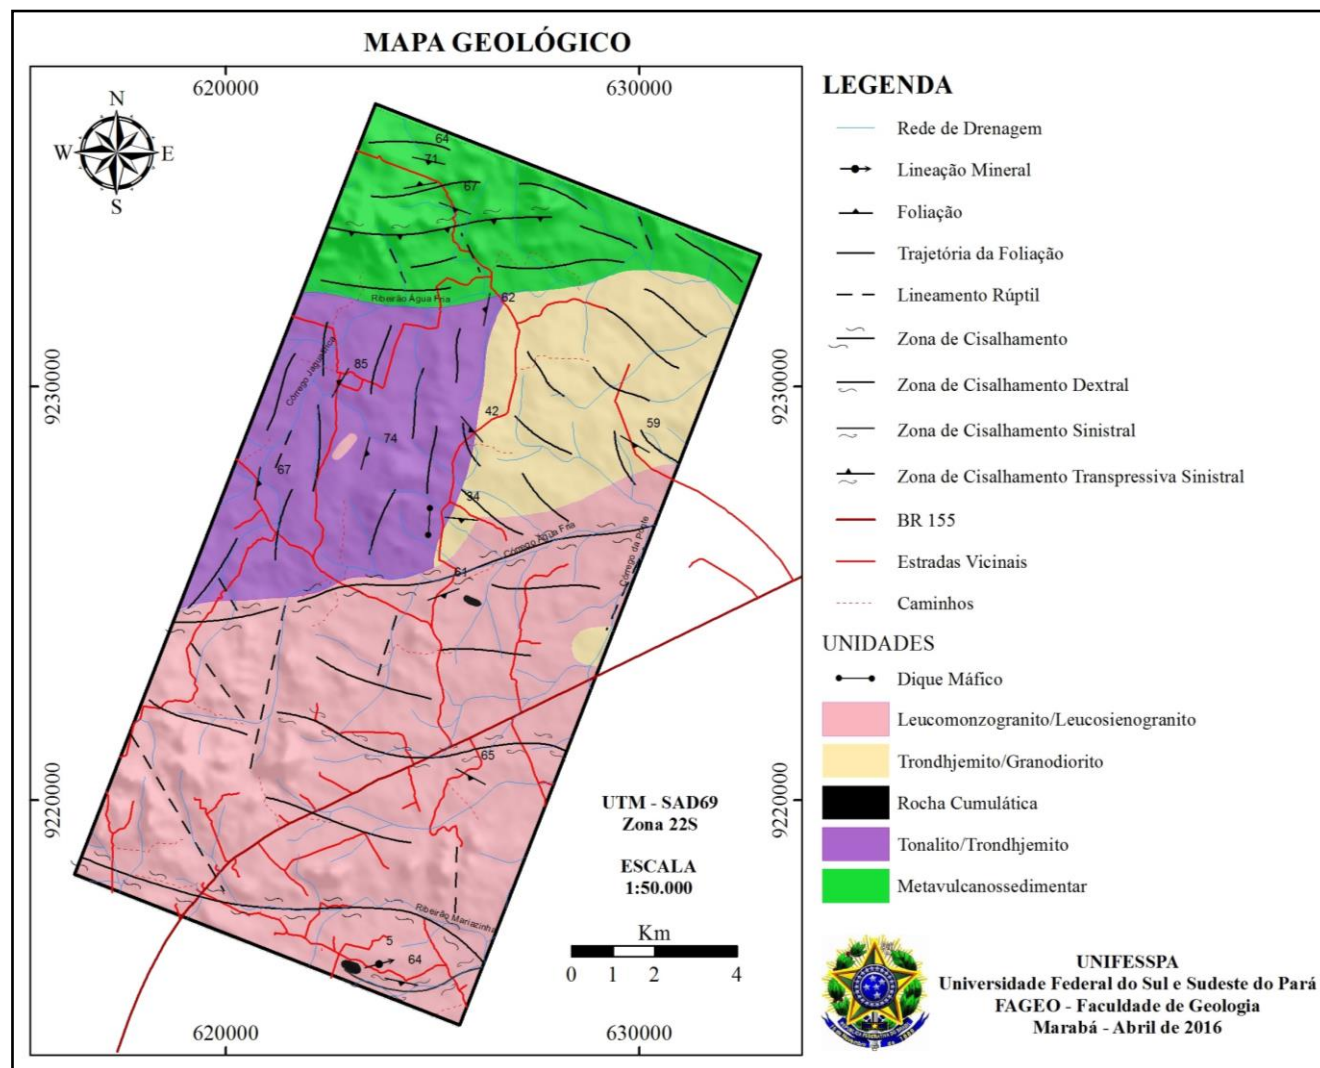 MAPA GEOLÓGICO
620000
630000
N
W
E
S
9230000
9230000
9220000
9220000
620000
630000
64
71
67
Ribeirão Água Fria
62
Córrego Jaguatirica
85
42
59
74
67
34
Córrego Água Fria
Córrego da Ponte
61
65
Ribeirão Mariazinha
5
64
UTM - SAD69
Zona 22S
ESCALA
1:50.000
Km
0 1 2 4
LEGENDA
Rede de Drenagem
Lineação Mineral
Foliação
Trajetória da Foliação
Lineamento Rúptil
Zona de Cisalhamento
Zona de Cisalhamento Dextral
Zona de Cisalhamento Sinistral
Zona de Cisalhamento Transpressiva Sinistral
BR 155
Estradas Vicinais
Caminhos
UNIDADES
Dique Máfico
Leucomonzogranito/Leucosienogranito
Trondhjemito/Granodiorito
Rocha Cumulática
Tonalito/Trondhjemito
Metavulcanossedimentar
UNIFESSPA
Universidade Federal do Sul e Sudeste do Pará
FAGEO - Faculdade de Geologia
Marabá - Abril de 2016